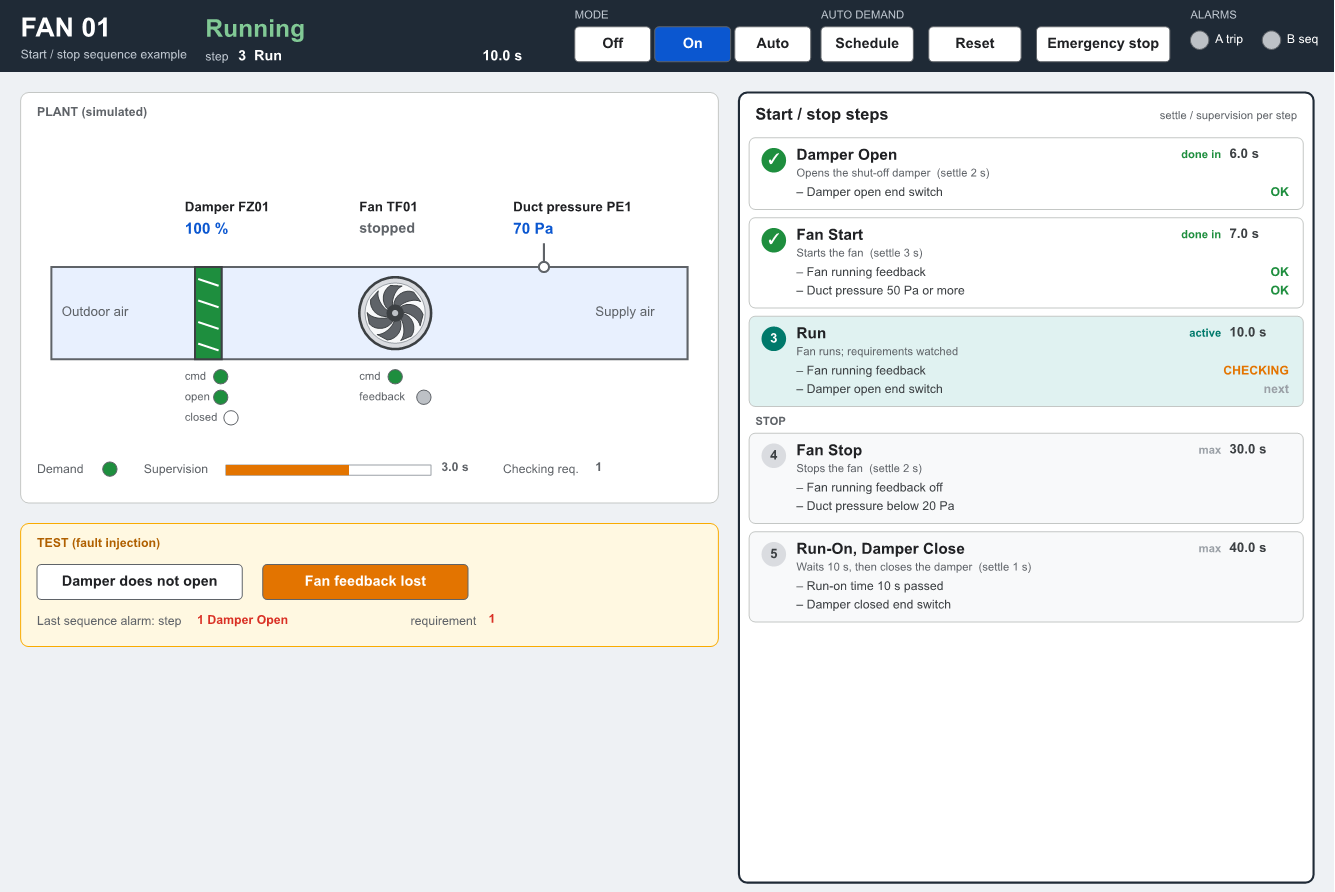 FAN 01
Start / stop sequence example
Running
step 3 Run
10.0 s
MODE
Off
On
Auto
AUTO DEMAND
Schedule
Reset
Emergency stop
ALARMS
A trip
B seq
PLANT (simulated)
Damper FZ01
100 %
Fan TF01
stopped
Duct pressure PE1
70 Pa
Outdoor air
Supply air
cmd
open
closed
cmd
feedback
Demand
Supervision
3.0 s
Checking req.
1
TEST (fault injection)
Damper does not open
Fan feedback lost
Last sequence alarm: step 1 Damper Open
requirement 1
Start / stop steps
settle / supervision per step
✓
Damper Open
done in 6.0 s
Opens the shut-off damper (settle 2 s)
– Damper open end switch
OK
✓
Fan Start
done in 7.0 s
Starts the fan (settle 3 s)
– Fan running feedback
OK
– Duct pressure 50 Pa or more
OK
3
Run
active 10.0 s
Fan runs; requirements watched
– Fan running feedback
CHECKING
– Damper open end switch
next
STOP
4
Fan Stop
max 30.0 s
Stops the fan (settle 2 s)
– Fan running feedback off
– Duct pressure below 20 Pa
5
Run-On, Damper Close
max 40.0 s
Waits 10 s, then closes the damper (settle 1 s)
– Run-on time 10 s passed
– Damper closed end switch